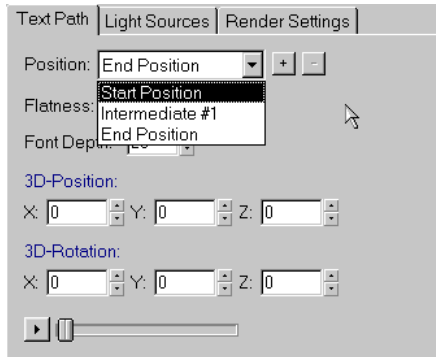 Text Path Light Sources Render Settings
Position: End Position + -
Start Position
Flatness:
Intermediate #1
End Position
Font
3D-Position:
X: 0 Y: 0 Z: 0
3D-Rotation:
X: 0 Y: 0 Z: 0